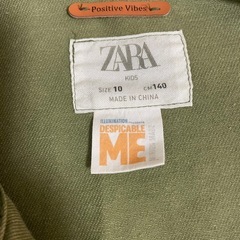 Positive Vibes
ZARA
KIDS
SIZE 10 CM 140
MADE IN CHINA
ILLUMINATION
DESPICABLE
ME